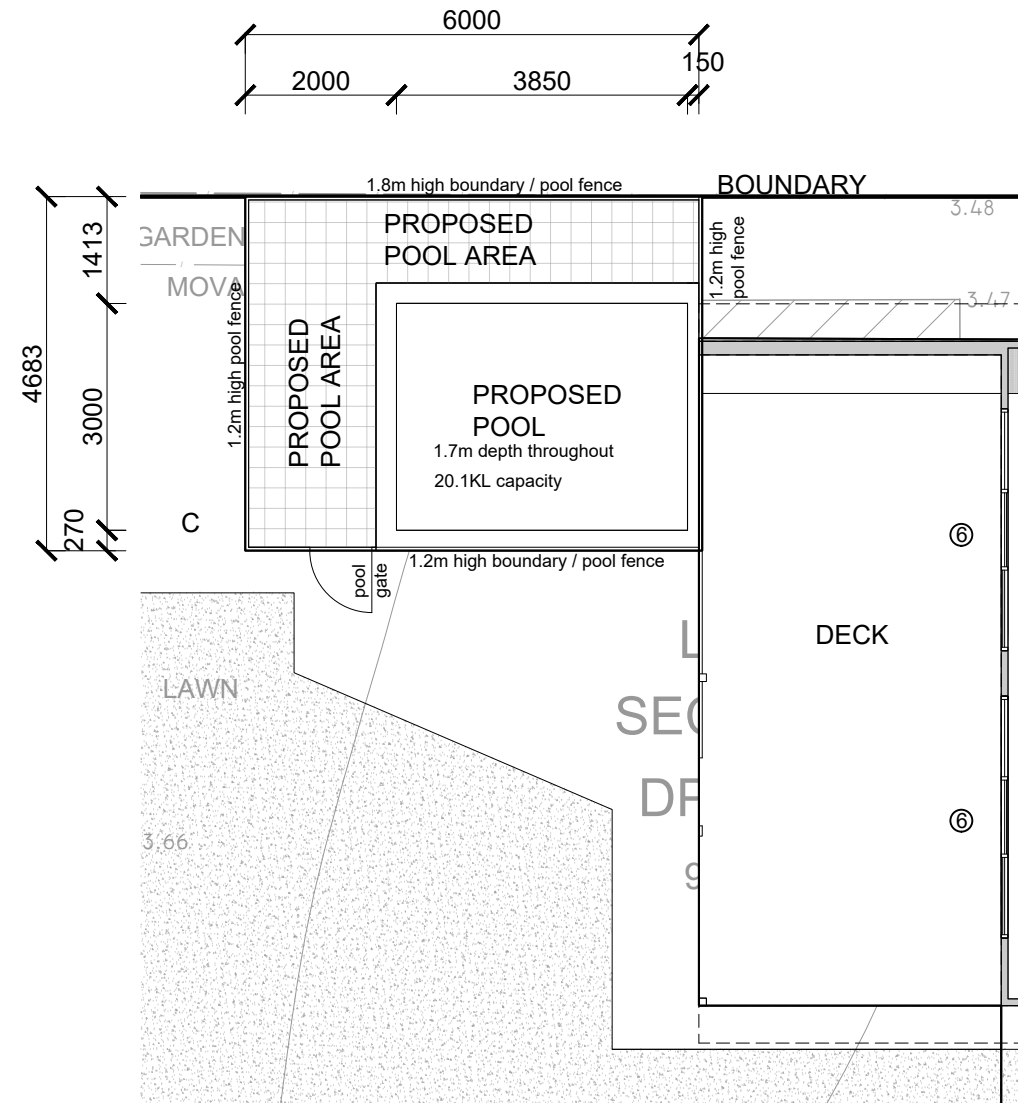 6000
150
2000
3850
1.8m high boundary / pool fence
BOUNDARY
3.48
PROPOSED
POOL AREA
GARDEN
1413
1.2m high
pool fence
MOVA
3.47
1.2m high pool fence
PROPOSED
POOL AREA
4683
3000
PROPOSED
POOL
1.7m depth throughout
20.1KL capacity
270
C
6
1.2m high boundary / pool fence
pool
gate
DECK
L
LAWN
SEC
DR
6
3.66
9